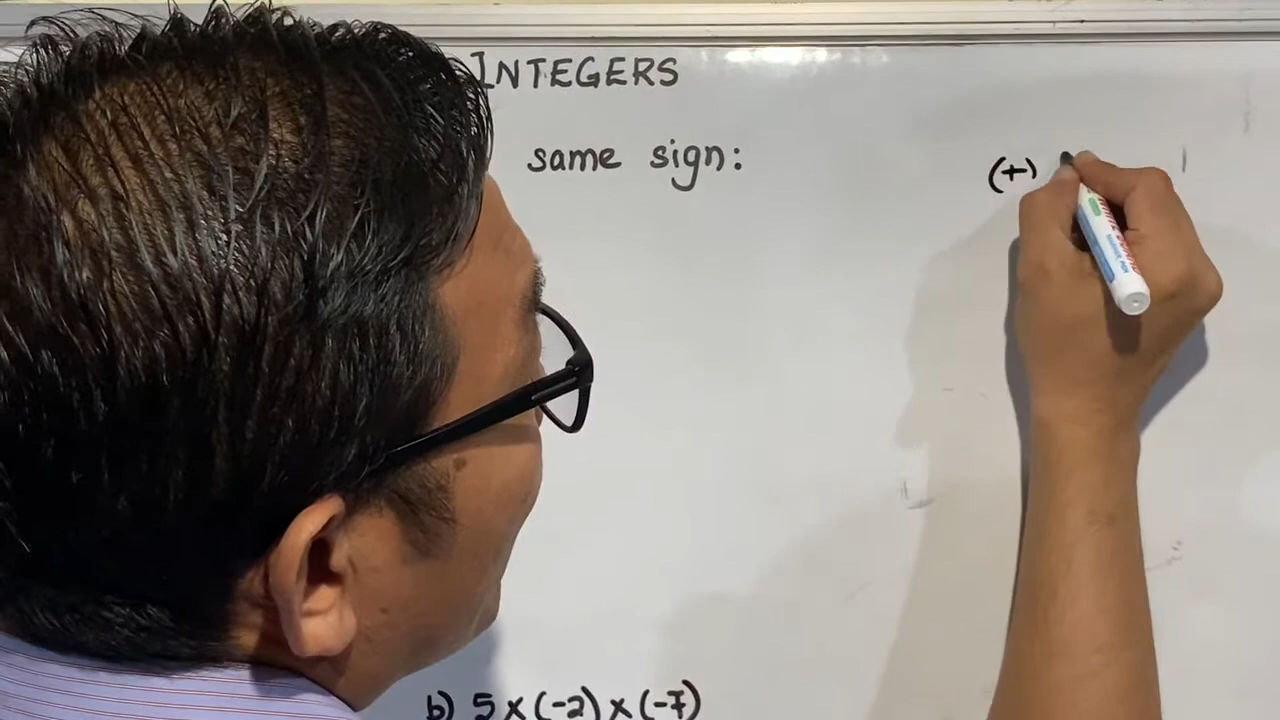 INTEGERS
same sign: (+)
b) 5 × (-2) × (-7)